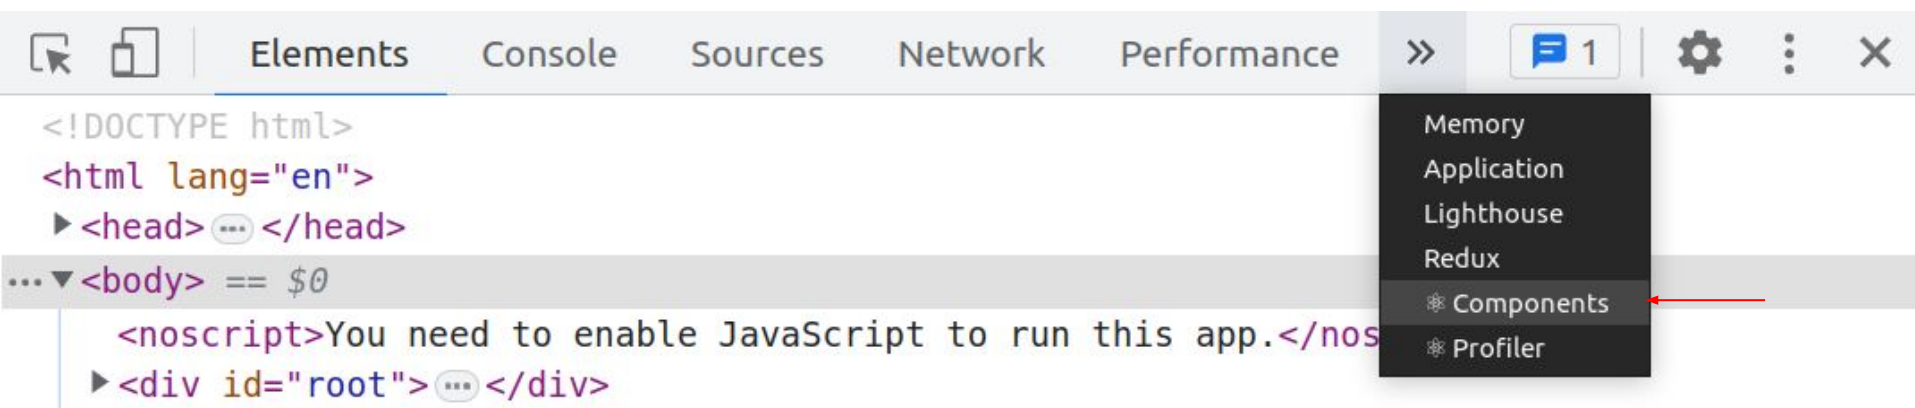 Elements Console Sources Network Performance » 1
<!DOCTYPE html>
<html lang="en">
▶<head>…</head>
… ▼<body> == $0
<noscript>You need to enable JavaScript to run this app.</nos
▶<div id="root">…</div>
Memory
Application
Lighthouse
Redux
⚛ Components
⚛ Profiler